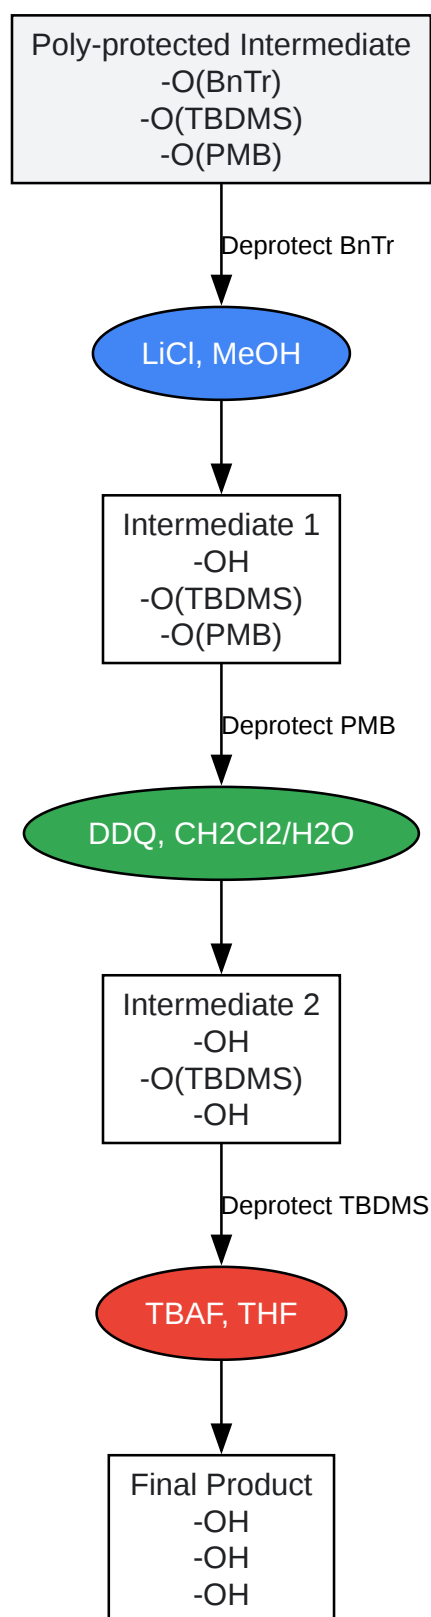 Poly-protected Intermediate
-O(BnTr)
-O(TBDMS)
-O(PMB)
Deprotect BnTr
LiCl, MeOH
Intermediate 1
-OH
-O(TBDMS)
-O(PMB)
Deprotect PMB
DDQ, CH2Cl2/H2O
Intermediate 2
-OH
-O(TBDMS)
-OH
Deprotect TBDMS
TBAF, THF
Final Product
-OH
-OH
-OH